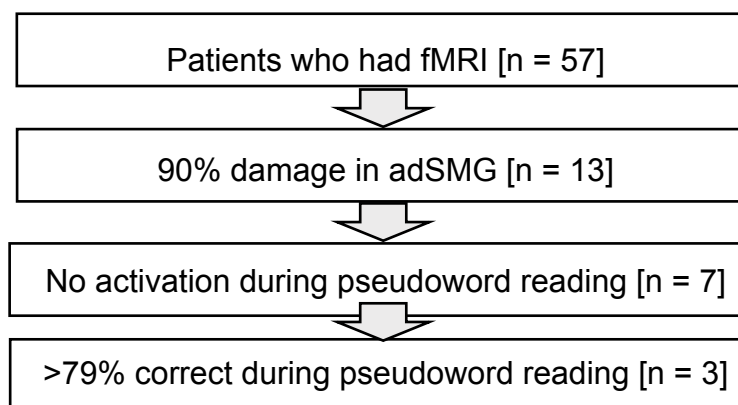 Patients who had fMRI [n = 57]
90% damage in adSMG [n = 13]
No activation during pseudoword reading [n = 7]
>79% correct during pseudoword reading [n = 3]